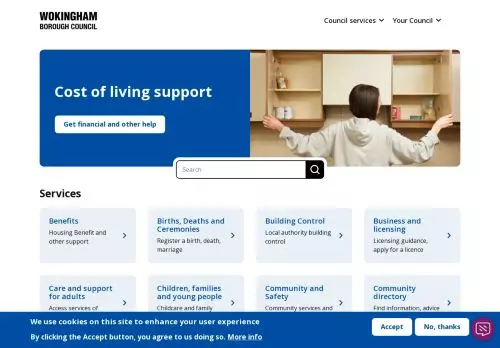 WOKINGHAM
BOROUGH COUNCIL
Council services
Your Council
Cost of living support
Get financial and other help
Search
Services
Benefits
Housing Benefit and
other support
Births, Deaths and
Ceremonies
Register a birth, death,
marriage
Building Control
Local authority building
control
Business and
licensing
Licensing guidance,
apply for a licence
Care and support
for adults
Access services of
Children, families
and young people
Childcare and family
Community and
Safety
Community services and
Community
directory
Find information, advice
We use cookies on this site to enhance your user experience
By clicking the Accept button, you agree to us doing so. More info
Accept
No, thanks